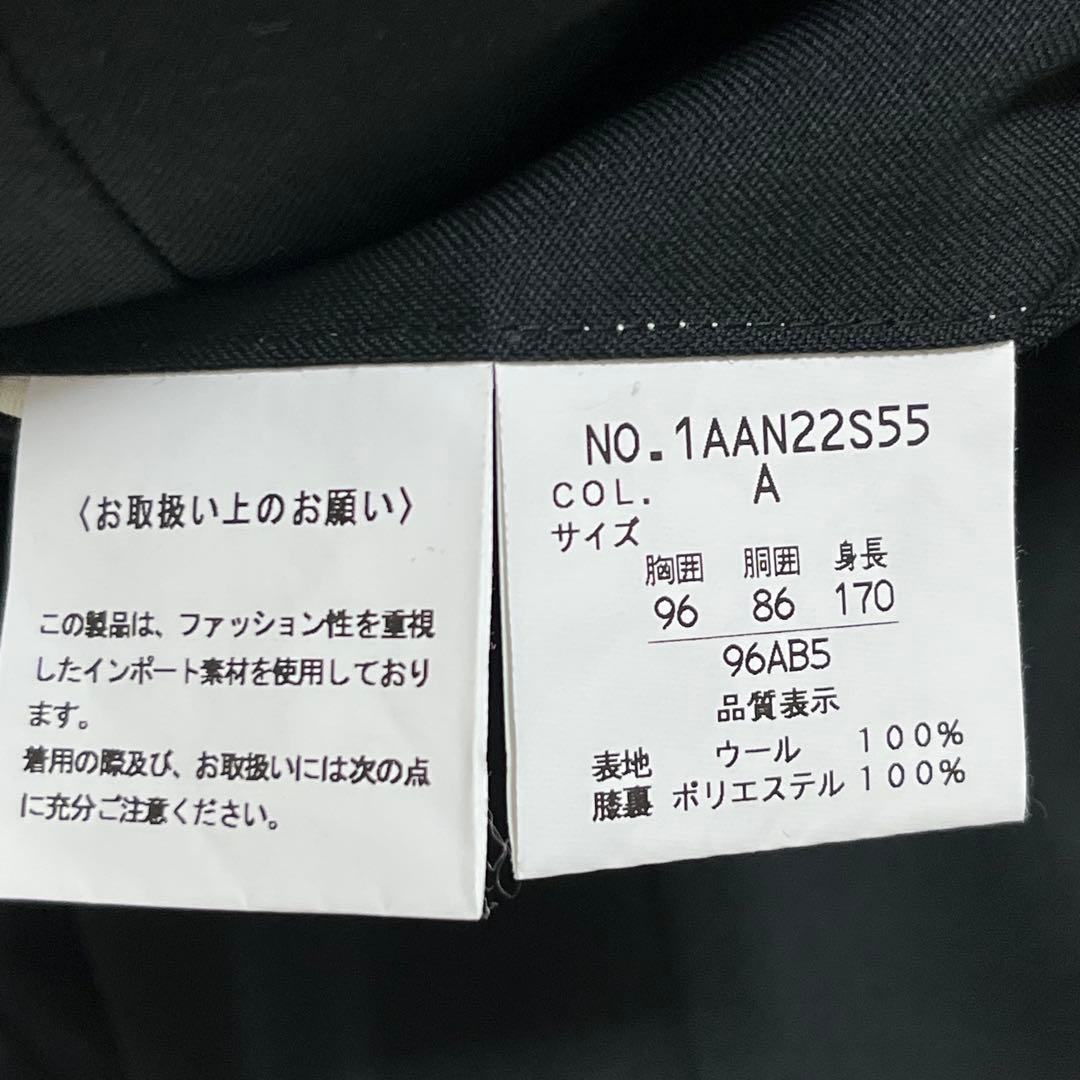 〈お取扱い上のお願い〉
この製品は、ファッション性を重視
したインポート素材を使用しており
ます。
着用の際及び、お取扱いには次の点
に充分ご注意ください。
NO.1AAN22S55
COL. A
サイズ
胸囲 胴囲 身長
96 86 170
96AB5
品質表示
表地 ウール 100%
膝裏 ポリエステル 100%